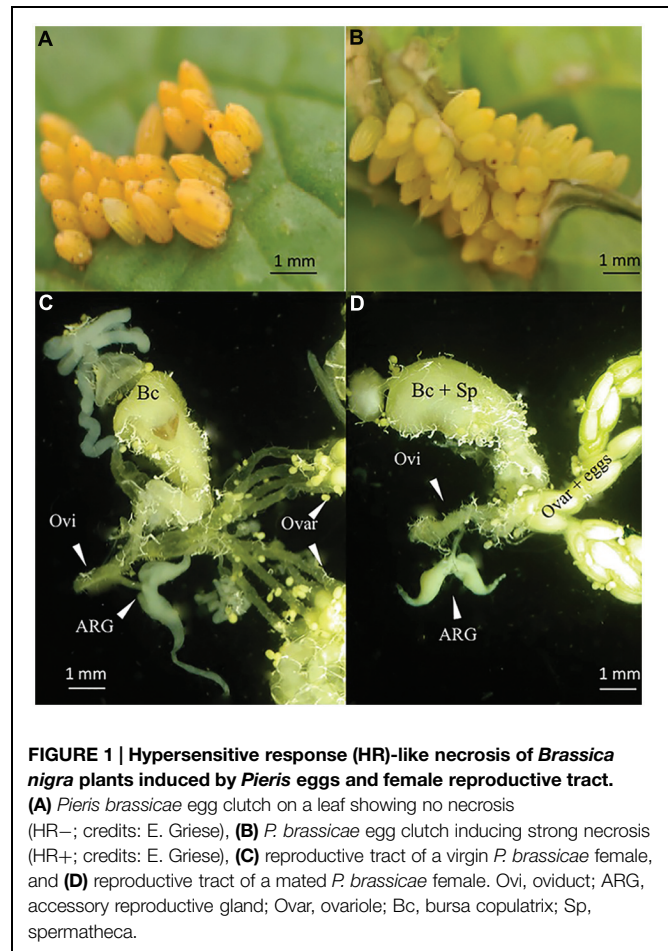 A
B
1 mm
1 mm
C
D
Bc
Bc + Sp
Ovi
Ovar + eggs
Ovi
Ovar
ARG
ARG
1 mm
1 mm
FIGURE 1 | Hypersensitive response (HR)-like necrosis of Brassica
nigra plants induced by Pieris eggs and female reproductive tract.
(A) Pieris brassicae egg clutch on a leaf showing no necrosis
(HR−; credits: E. Griese), (B) P. brassicae egg clutch inducing strong necrosis
(HR+; credits: E. Griese), (C) reproductive tract of a virgin P. brassicae female,
and (D) reproductive tract of a mated P. brassicae female. Ovi, oviduct; ARG,
accessory reproductive gland; Ovar, ovariole; Bc, bursa copulatrix; Sp,
spermatheca.